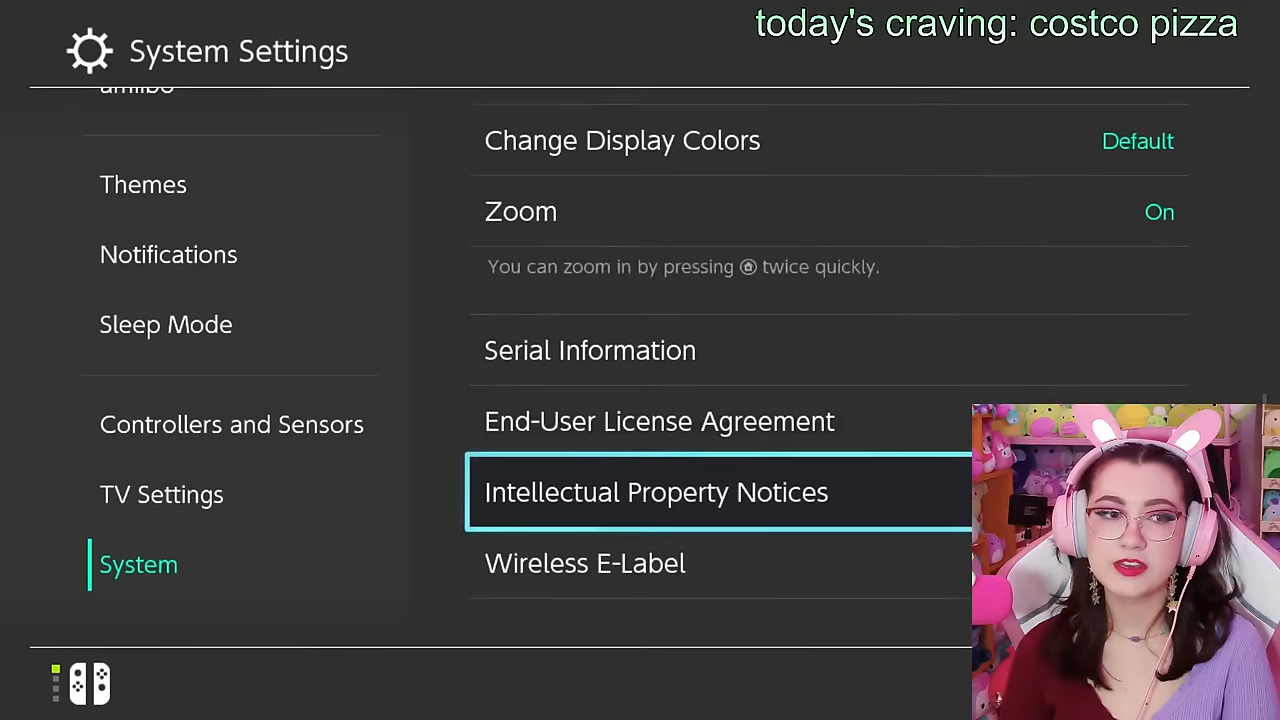 today's craving: costco pizza
System Settings
amiibo
Themes
Notifications
Sleep Mode
Controllers and Sensors
TV Settings
System
Change Display Colors Default
Zoom On
You can zoom in by pressing twice quickly.
Serial Information
End-User License Agreement
Intellectual Property Notices
Wireless E-Label